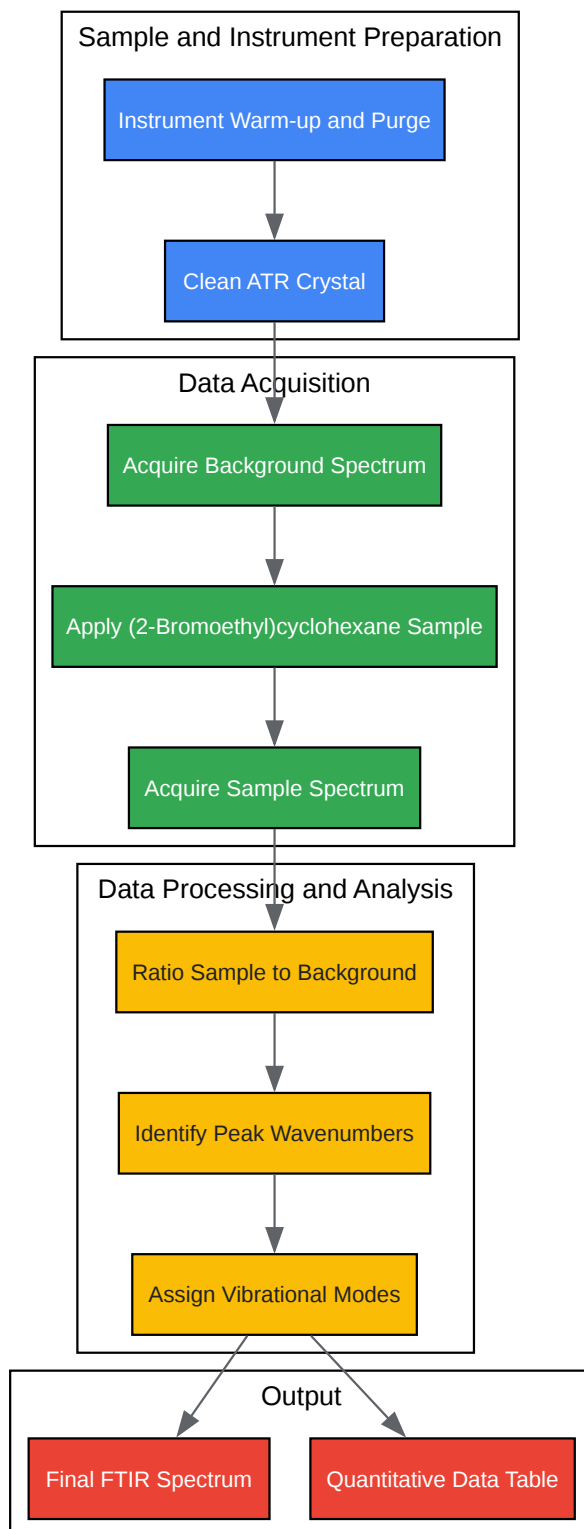 Sample and Instrument Preparation
Instrument Warm-up and Purge
Clean ATR Crystal
Data Acquisition
Acquire Background Spectrum
Apply (2-Bromoethyl)cyclohexane Sample
Acquire Sample Spectrum
Data Processing and Analysis
Ratio Sample to Background
Identify Peak Wavenumbers
Assign Vibrational Modes
Output
Final FTIR Spectrum
Quantitative Data Table